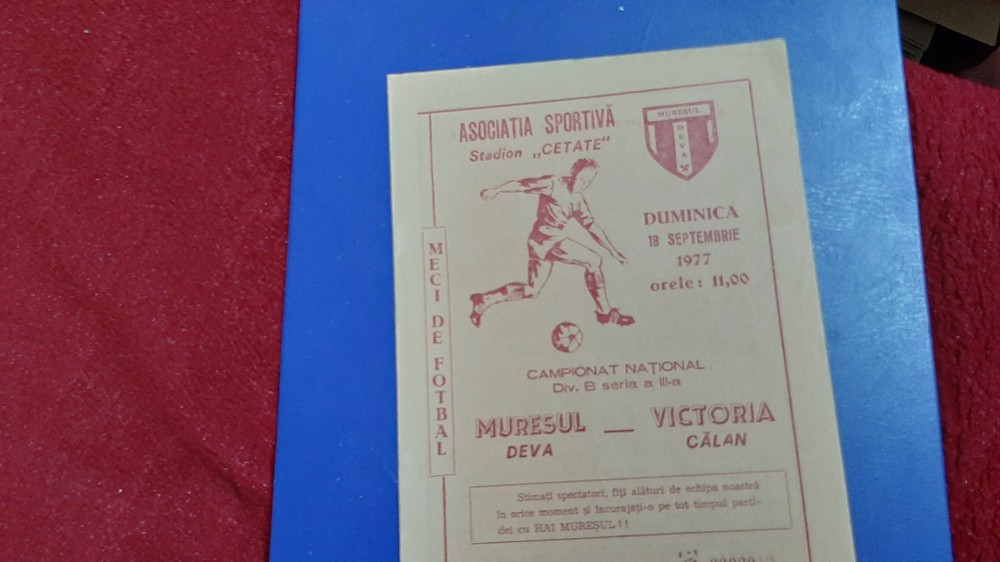 ASOCIATIA SPORTIVĂ
Stadion „CETATE"
MURESUL
DEVA
DUMINICA
18 SEPTEMBRIE
1977
orele: 11,00
MECI DE FOTBAL
CAMPIONAT NAȚIONAL
Div. B seria a III-a
MURESUL — VICTORIA
DEVA CĂLAN
Stimați spectatori, fiți alături de echipa noastră
în orice moment și încurajați-o pe tot timpul parti-
dei cu HAI MUREȘUL!!